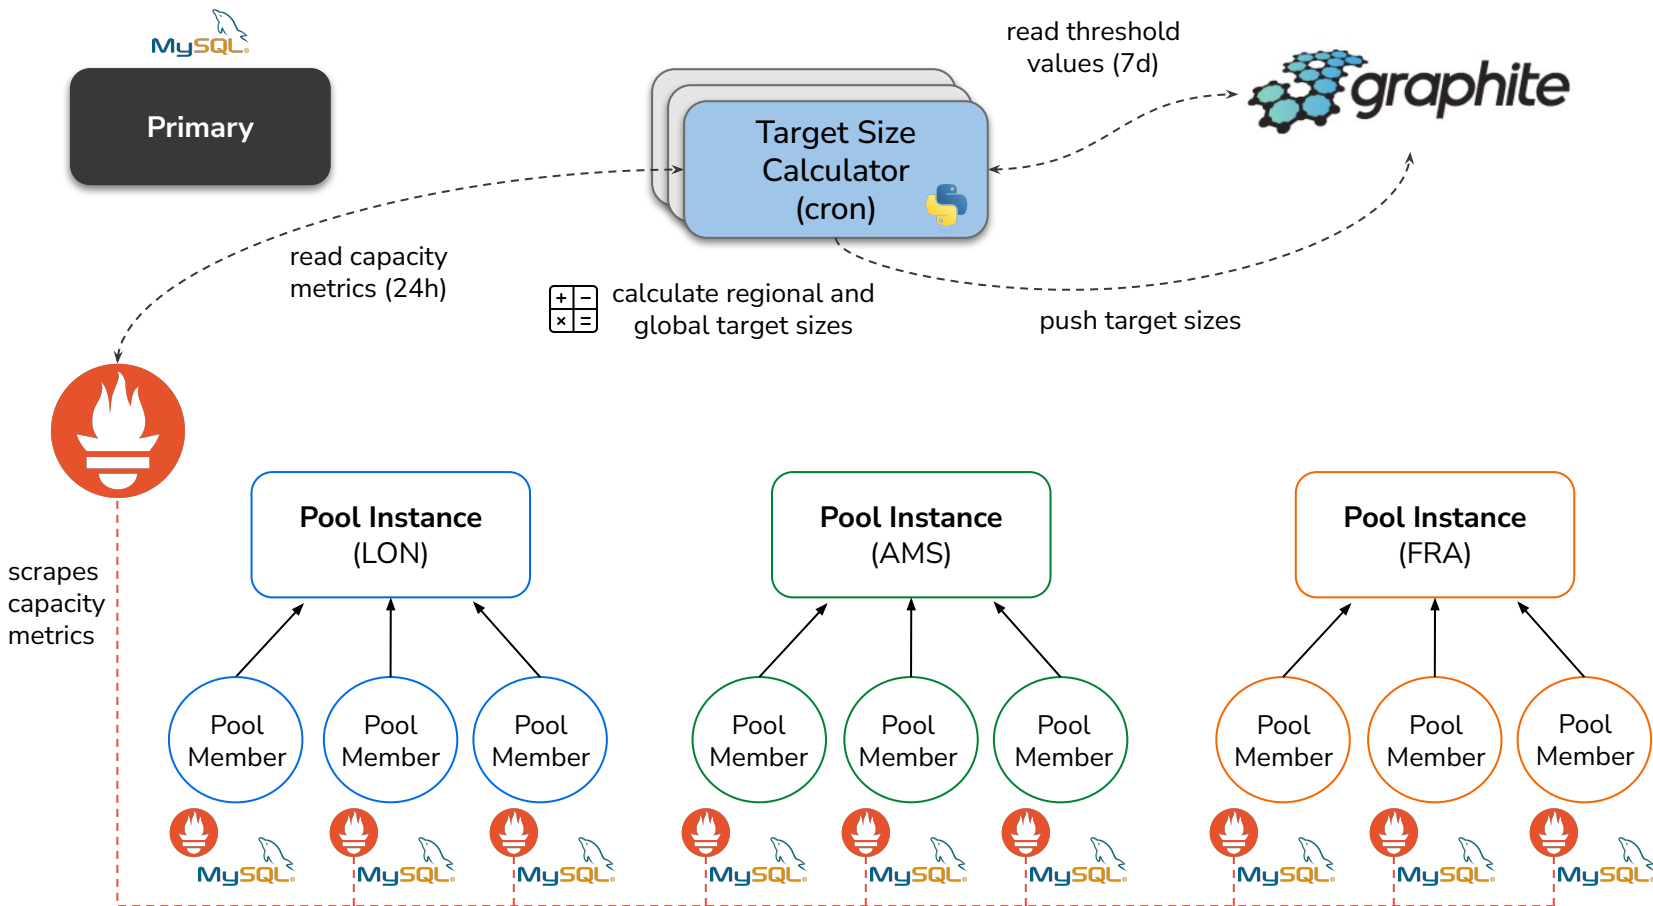 MySQL®
Primary
Target Size
Calculator
(cron)
read threshold
values (7d)
graphite
read capacity
metrics (24h)
+ −
× =
calculate regional and
global target sizes
push target sizes
scrapes
capacity
metrics
Pool Instance
(LON)
Pool Instance
(AMS)
Pool Instance
(FRA)
Pool
Member
Pool
Member
Pool
Member
Pool
Member
Pool
Member
Pool
Member
Pool
Member
Pool
Member
Pool
Member
MySQL®
MySQL®
MySQL®
MySQL®
MySQL®
MySQL®
MySQL®
MySQL®
MySQL